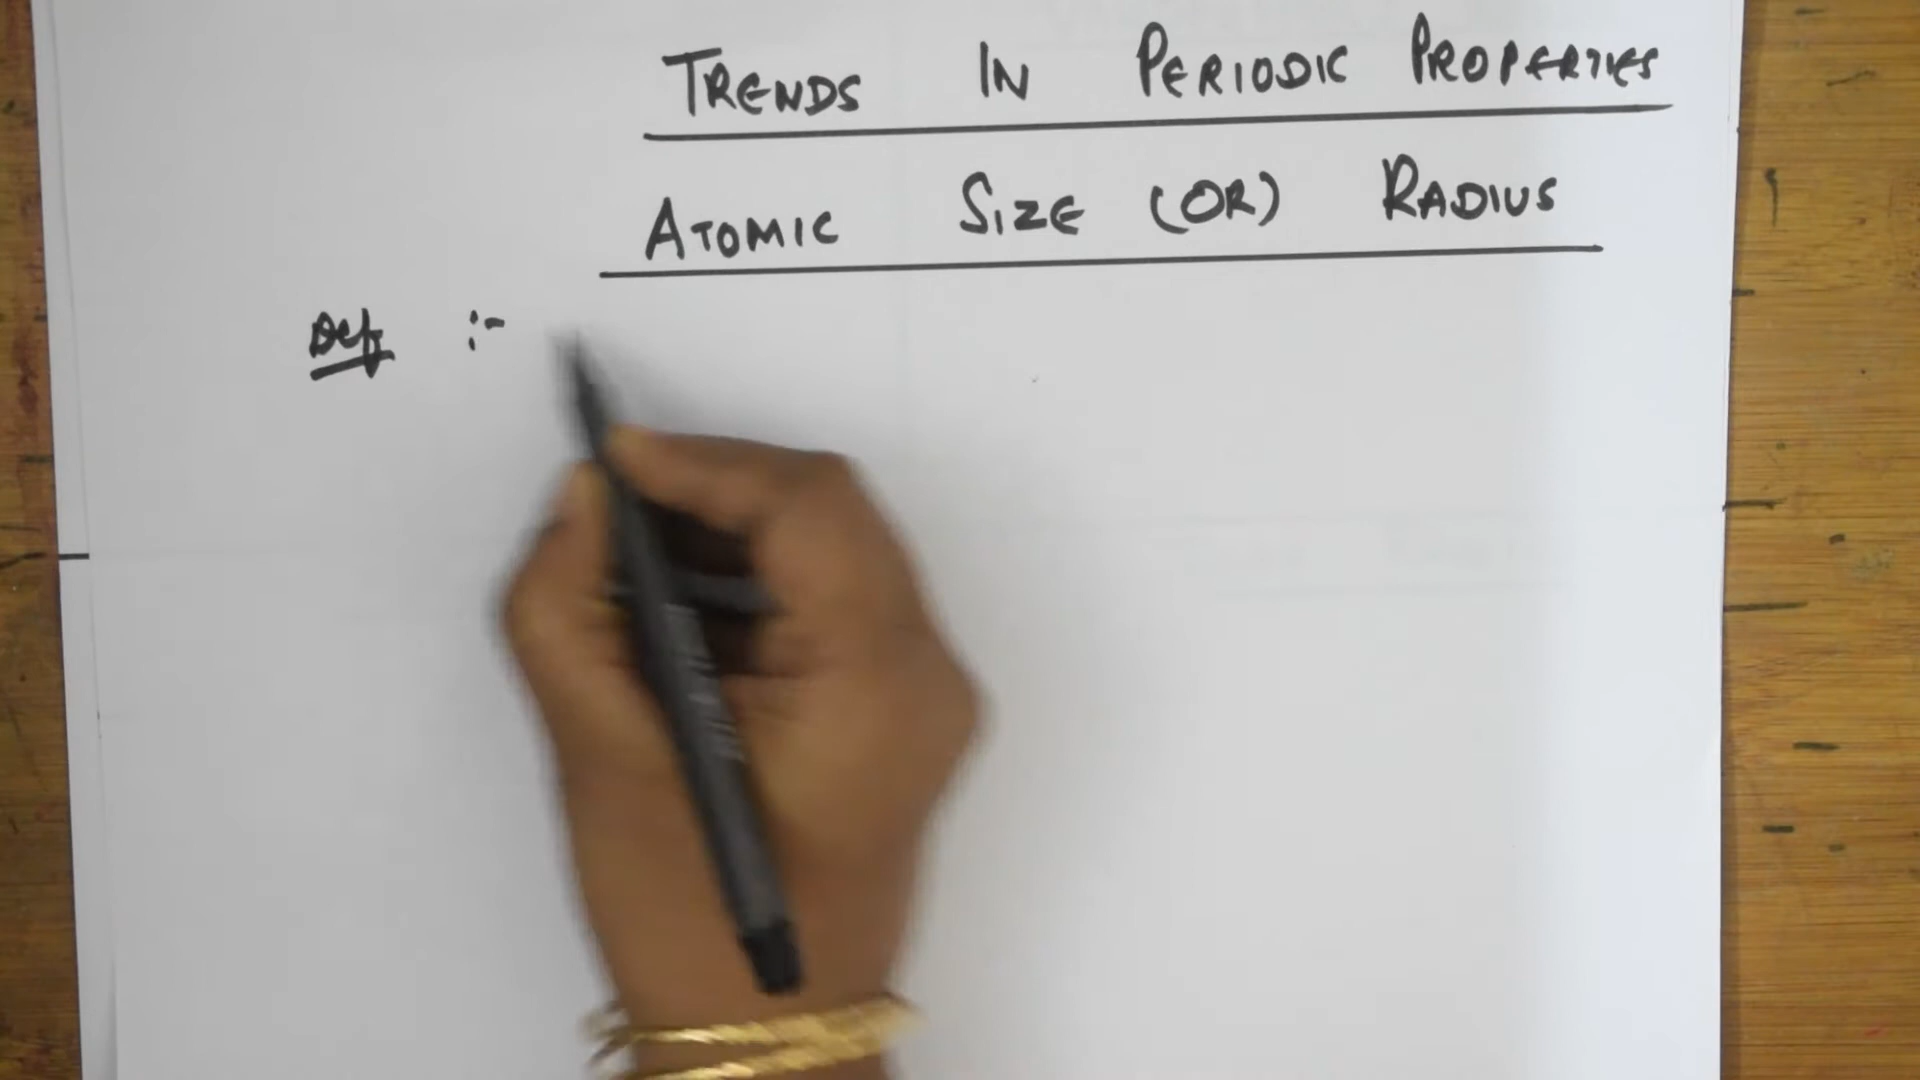 TRENDS IN PERIODIC PROPERTIES
ATOMIC SIZE (OR) RADIUS
Def :-